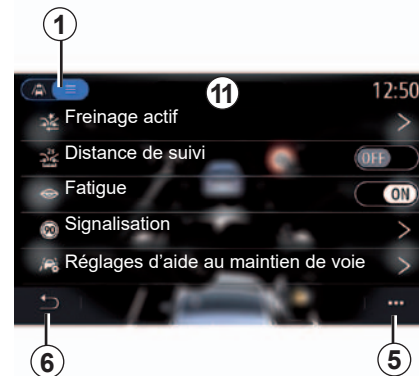 1
11
12:50
Freinage actif
Distance de suivi
OFF
Fatigue
ON
90
Signalisation
Réglages d’aide au maintien de voie
6
5